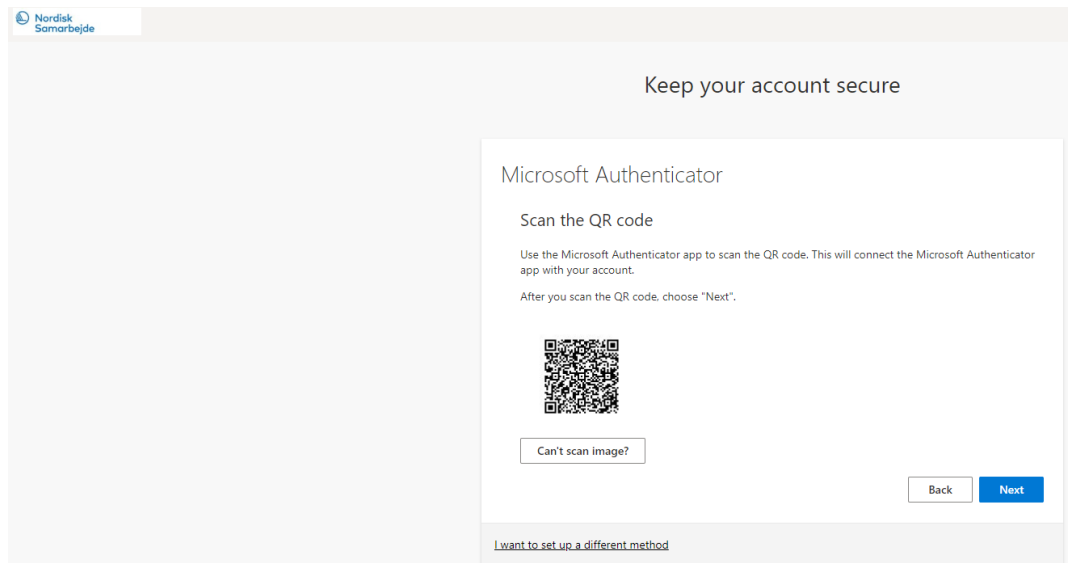 Nordisk
Samarbejde
Keep your account secure
Microsoft Authenticator
Scan the QR code
Use the Microsoft Authenticator app to scan the QR code. This will connect the Microsoft Authenticator
app with your account.
After you scan the QR code, choose "Next".
Can't scan image?
Back Next
I want to set up a different method